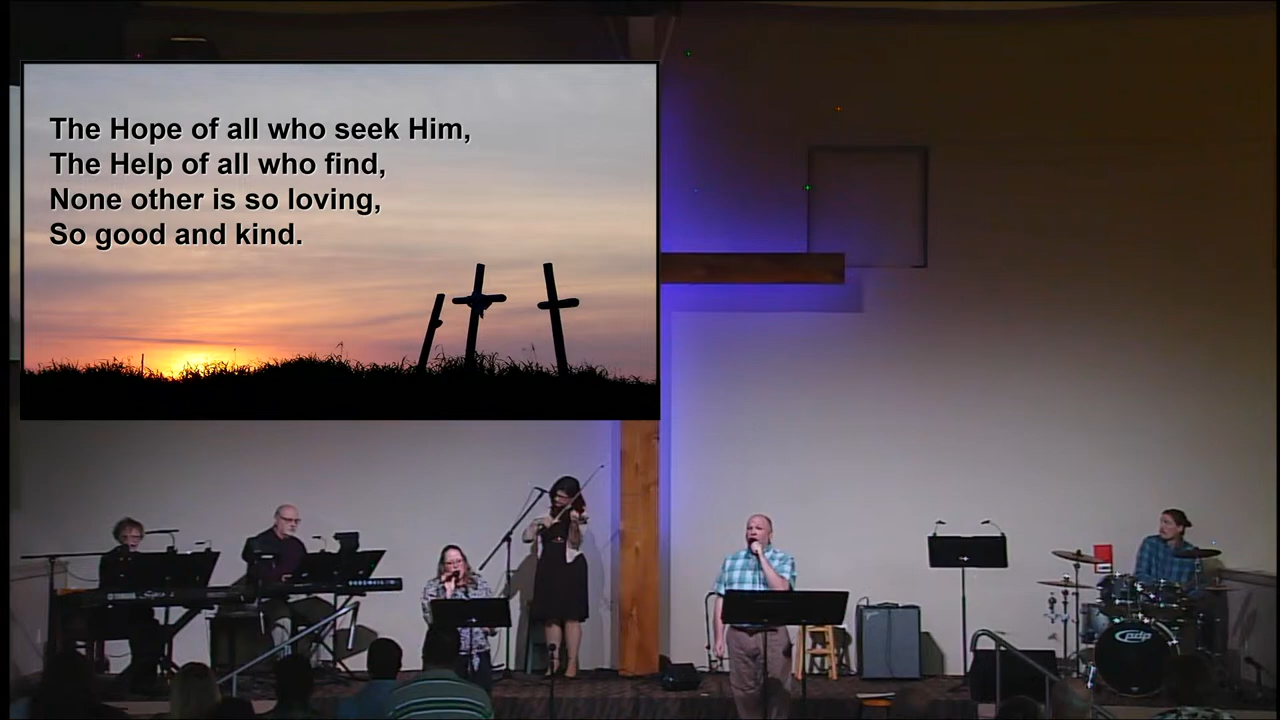 The Hope of all who seek Him,
The Help of all who find,
None other is so loving,
So good and kind.
pdp